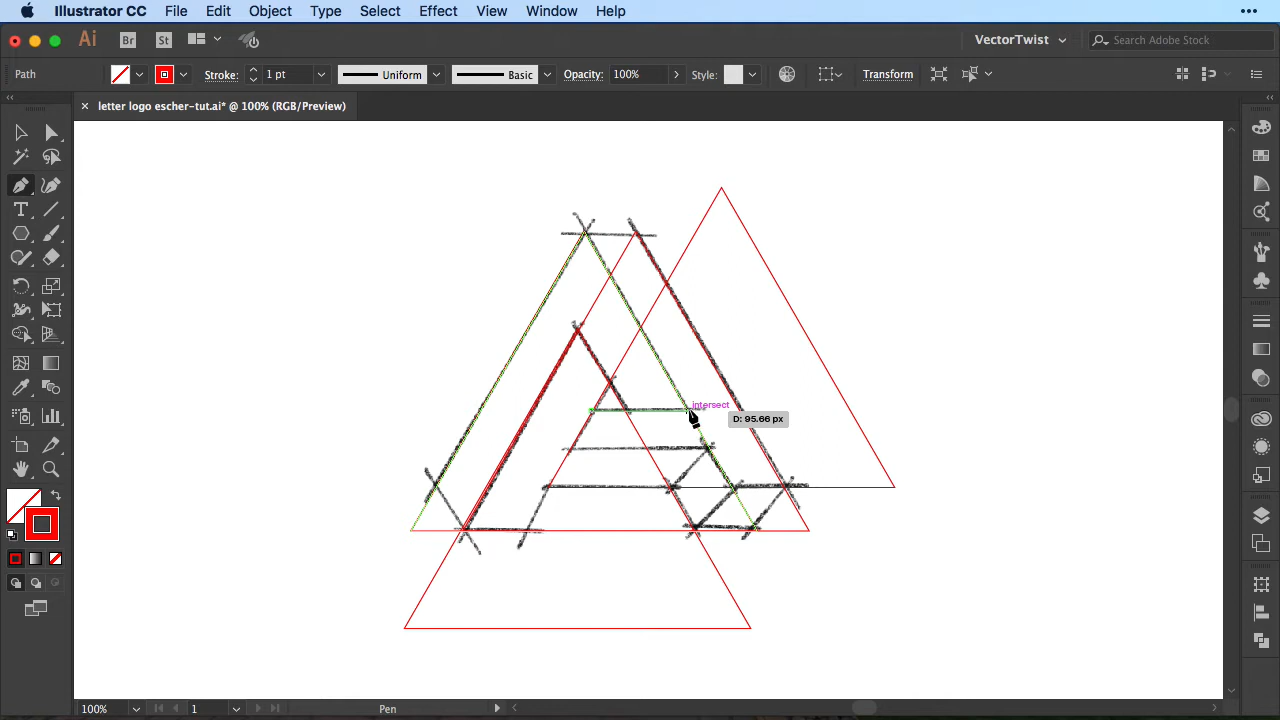 Illustrator CC File Edit Object Type Select Effect View Window Help
Ai Br St VectorTwist Search Adobe Stock
Path Stroke: 1 pt Uniform Basic Opacity: 100% Style: Transform
letter logo escher-tut.ai* @ 100% (RGB/Preview)
intersect
D: 95.66 px
100% 1 Pen